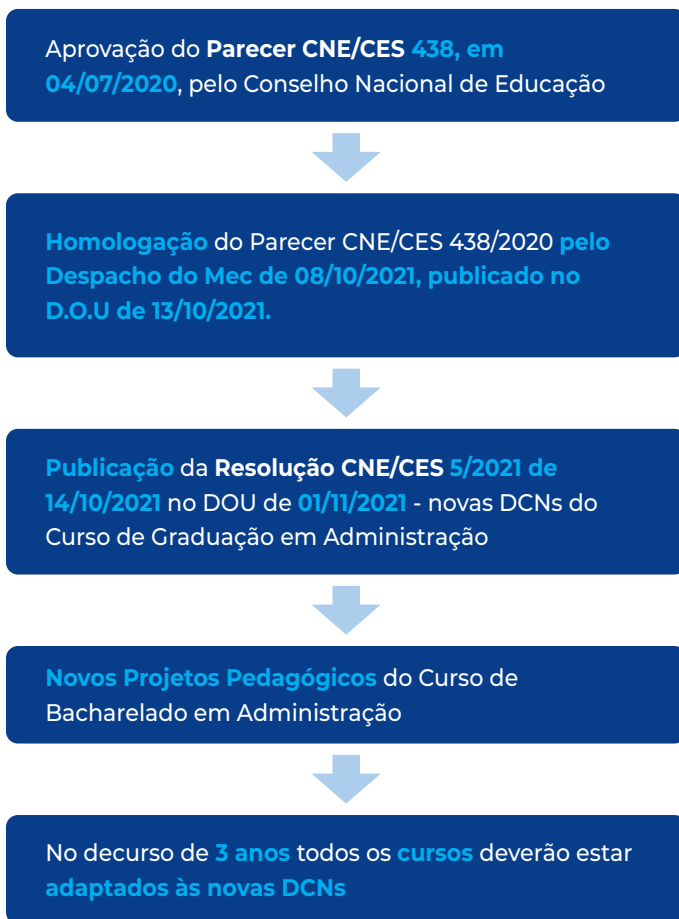 Aprovação do Parecer CNE/CES 438, em
04/07/2020, pelo Conselho Nacional de Educação
Homologação do Parecer CNE/CES 438/2020 pelo
Despacho do Mec de 08/10/2021, publicado no
D.O.U de 13/10/2021.
Publicação da Resolução CNE/CES 5/2021 de
14/10/2021 no DOU de 01/11/2021 - novas DCNs do
Curso de Graduação em Administração
Novos Projetos Pedagógicos do Curso de
Bacharelado em Administração
No decurso de 3 anos todos os cursos deverão estar
adaptados às novas DCNs